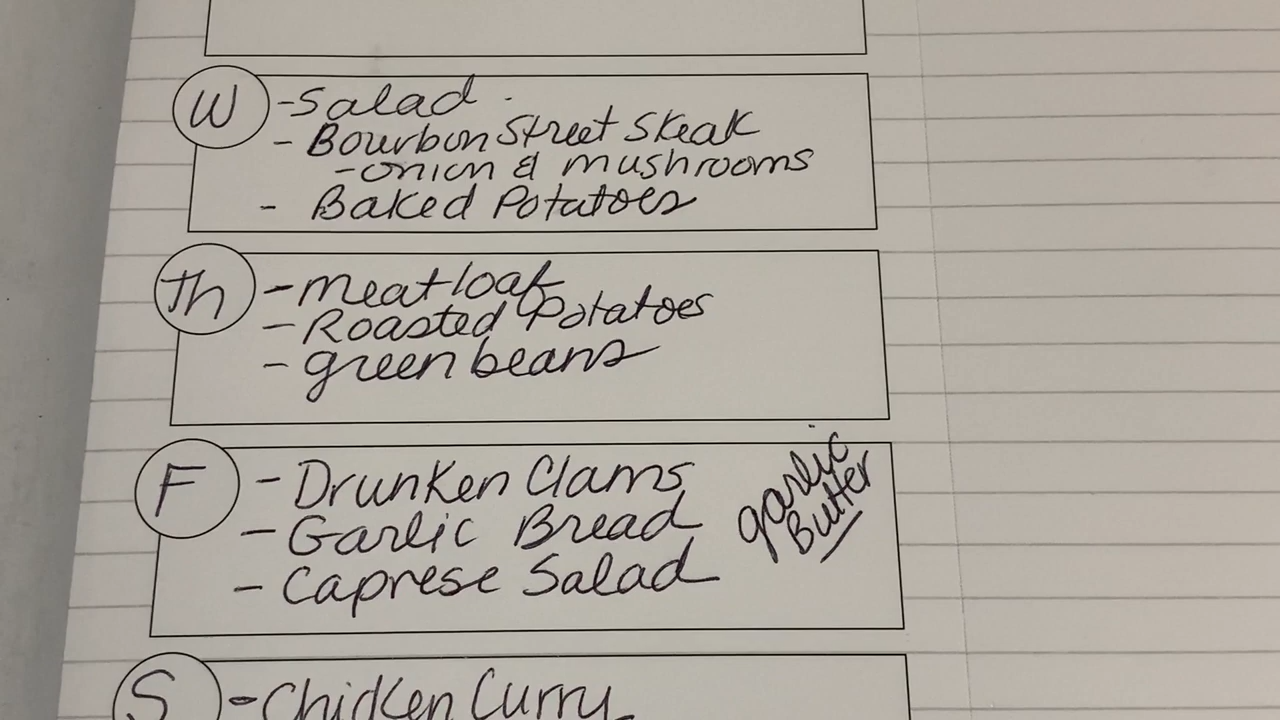 W
-Salad
- Bourbon Street Steak
-onion & mushrooms
- Baked Potatoes
Th
-meatloaf
- Roasted Potatoes
- green beans
F
- Drunken Clams
- Garlic Bread
- Caprese Salad
garlic
Butter
S
-Chicken Curry